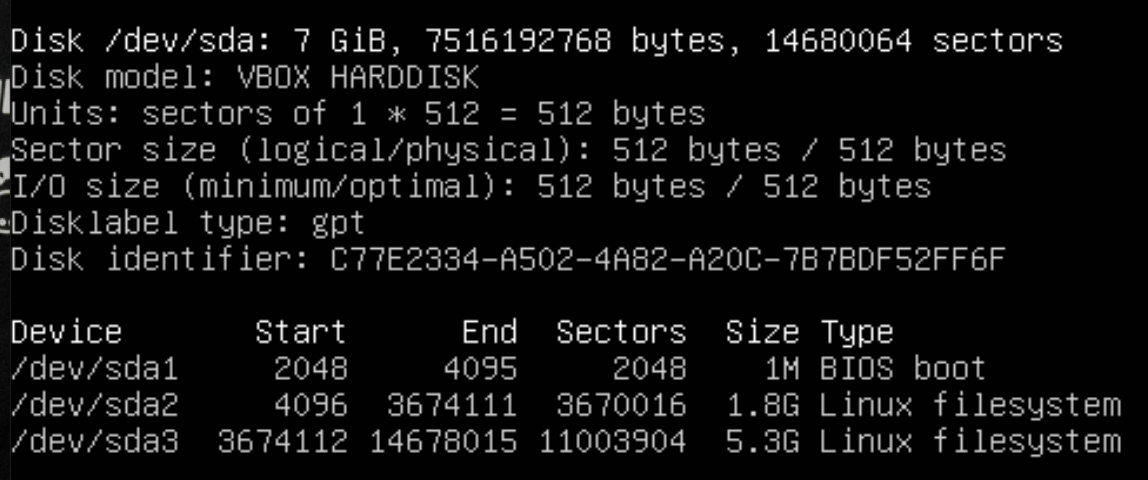 Disk /dev/sda: 7 GiB, 7516192768 bytes, 14680064 sectors
Disk model: VBOX HARDDISK
Units: sectors of 1 * 512 = 512 bytes
Sector size (logical/physical): 512 bytes / 512 bytes
I/O size (minimum/optimal): 512 bytes / 512 bytes
Disklabel type: gpt
Disk identifier: C77E2334-A502-4A82-A20C-7B7BDF52FF6F
Device Start End Sectors Size Type
/dev/sda1 2048 4095 2048 1M BIOS boot
/dev/sda2 4096 3674111 3670016 1.8G Linux filesystem
/dev/sda3 3674112 14678015 11003904 5.3G Linux filesystem